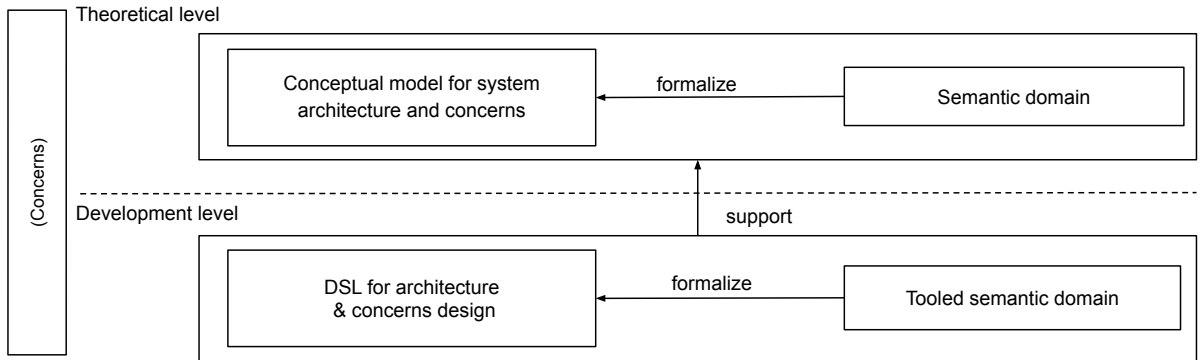 Theoretical level
(Concerns)
Conceptual model for system
architecture and concerns
formalize
Semantic domain
Development level
support
DSL for architecture
& concerns design
formalize
Tooled semantic domain